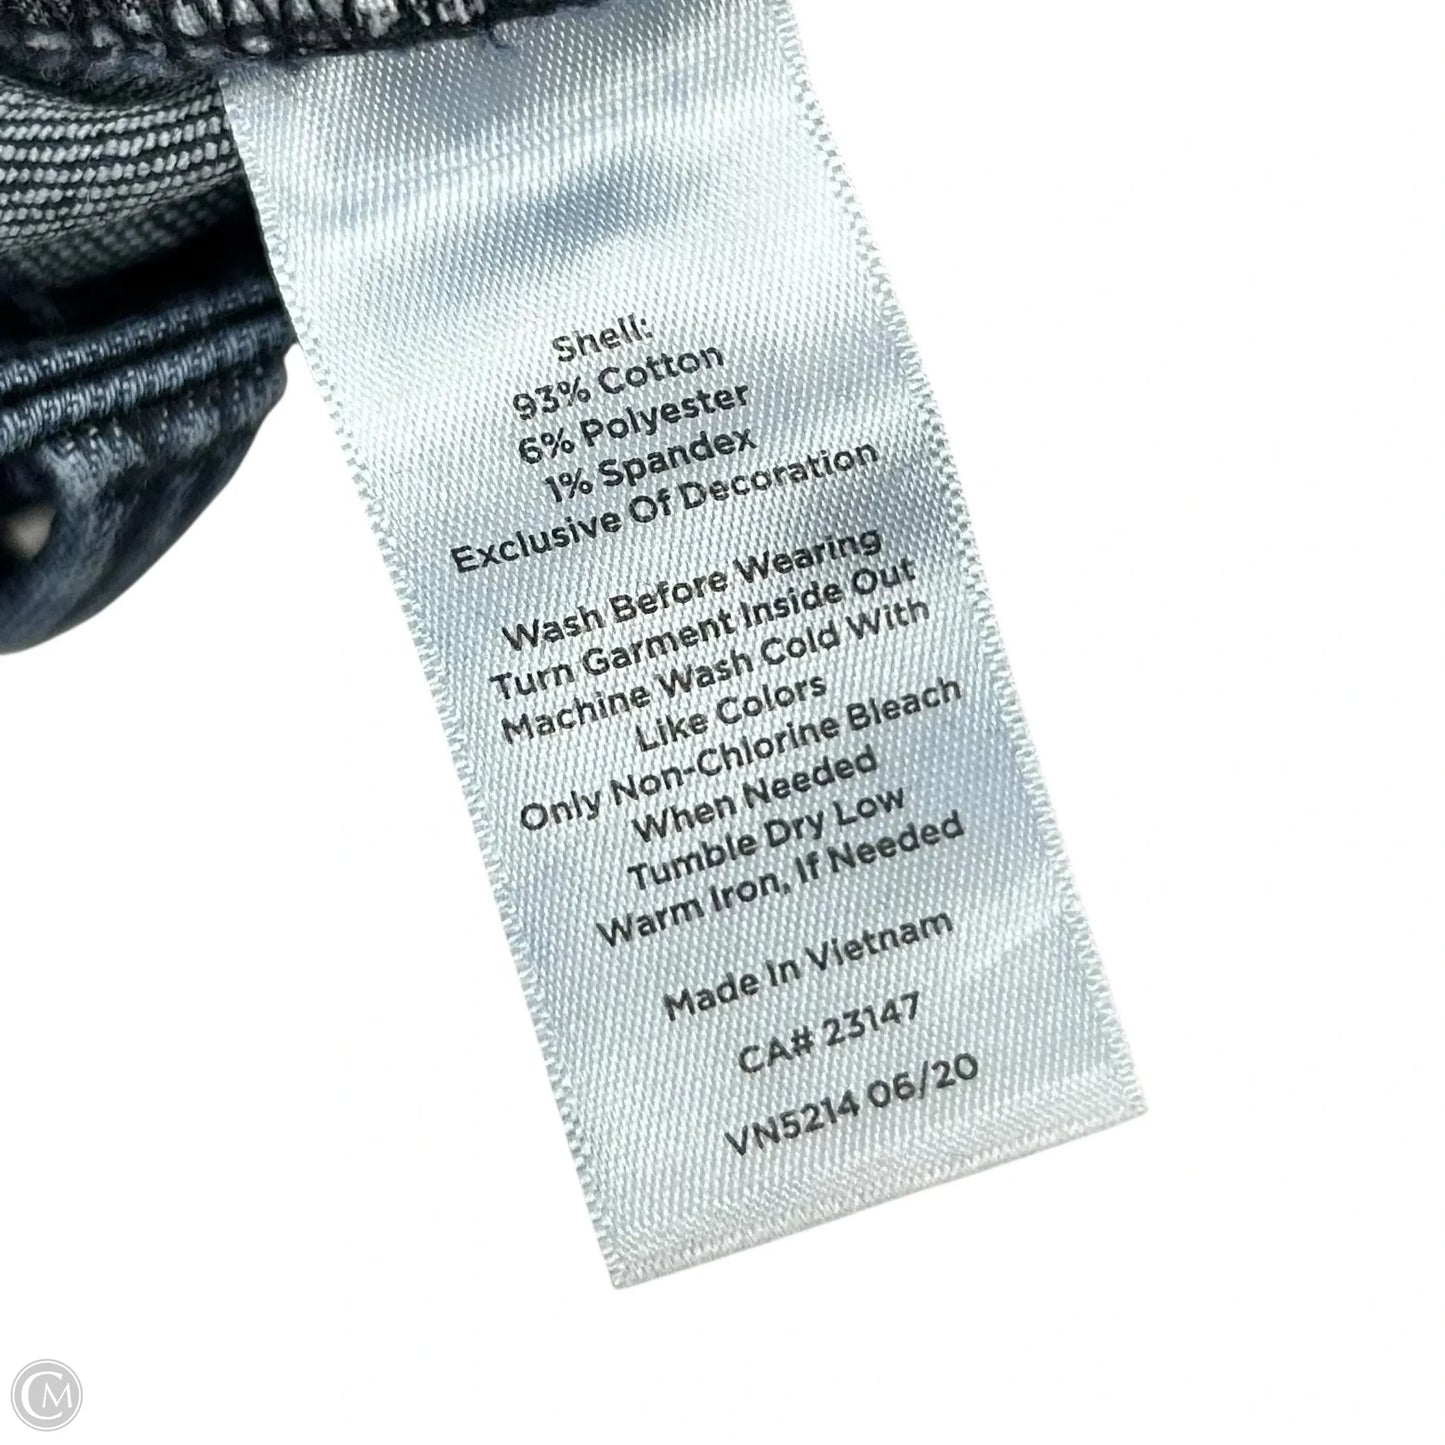 Shell:
93% Cotton
6% Polyester
1% Spandex
Exclusive Of Decoration
Wash Before Wearing
Turn Garment Inside Out
Machine Wash Cold With
Like Colors
Only Non-Chlorine Bleach
When Needed
Tumble Dry Low
Warm Iron, If Needed
Made In Vietnam
CA# 23147
VN5214 06/20
CM